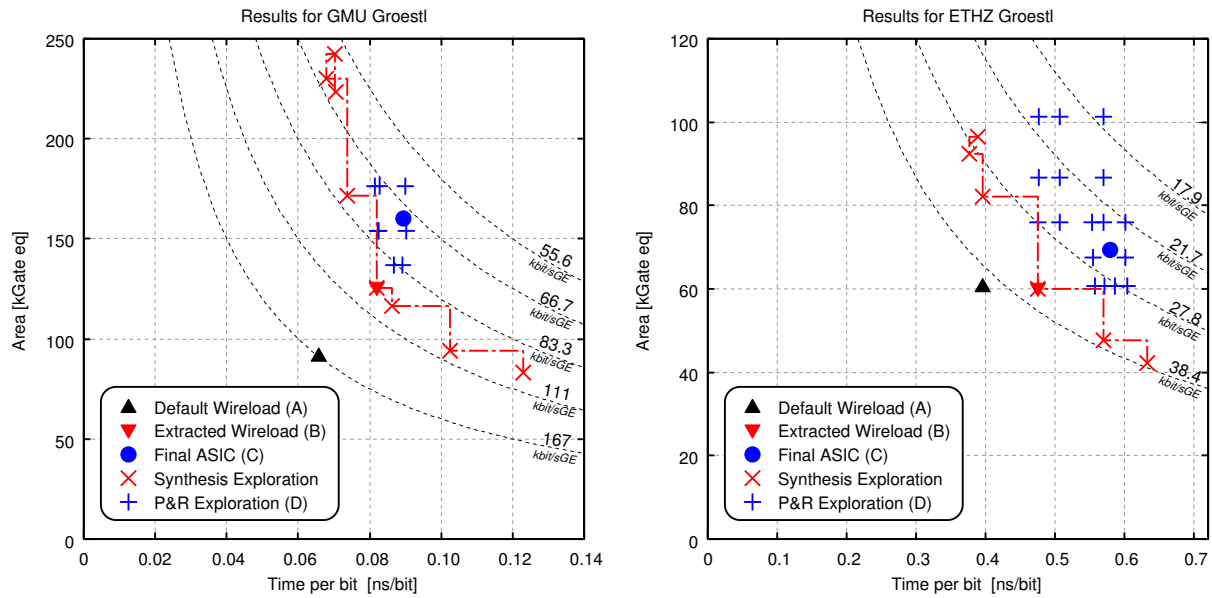 Results for GMU Groestl
250
200
150
100
50
0
0
0.02
0.04
0.06
0.08
0.10
0.12
0.14
Area [kGate eq]
Time per bit [ns/bit]
55.6
kbit/sGE
66.7
kbit/sGE
83.3
kbit/sGE
111
kbit/sGE
167
kbit/sGE
Default Wireload (A)
Extracted Wireload (B)
Final ASIC (C)
Synthesis Exploration
P&R Exploration (D)
Results for ETHZ Groestl
120
100
80
60
40
20
0
0
0.1
0.2
0.3
0.4
0.5
0.6
0.7
Area [kGate eq]
Time per bit [ns/bit]
17.9
kbit/sGE
21.7
kbit/sGE
27.8
kbit/sGE
38.4
kbit/sGE
Default Wireload (A)
Extracted Wireload (B)
Final ASIC (C)
Synthesis Exploration
P&R Exploration (D)